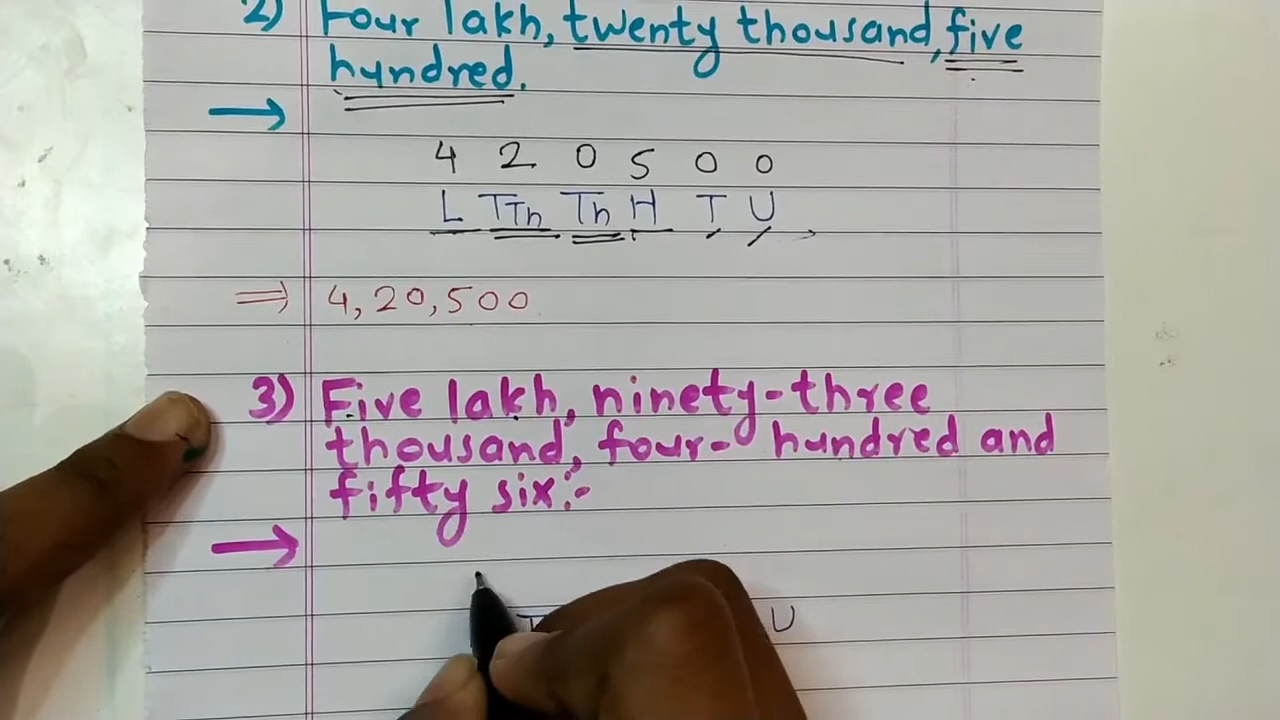 2) Four lakh, twenty thousand, five
hundred.
4 2 0 5 0 0
L TTh Th H T U
⇒ 4,20,500
3) Five lakh, ninety-three
thousand, four- hundred and
fifty six:-
T U